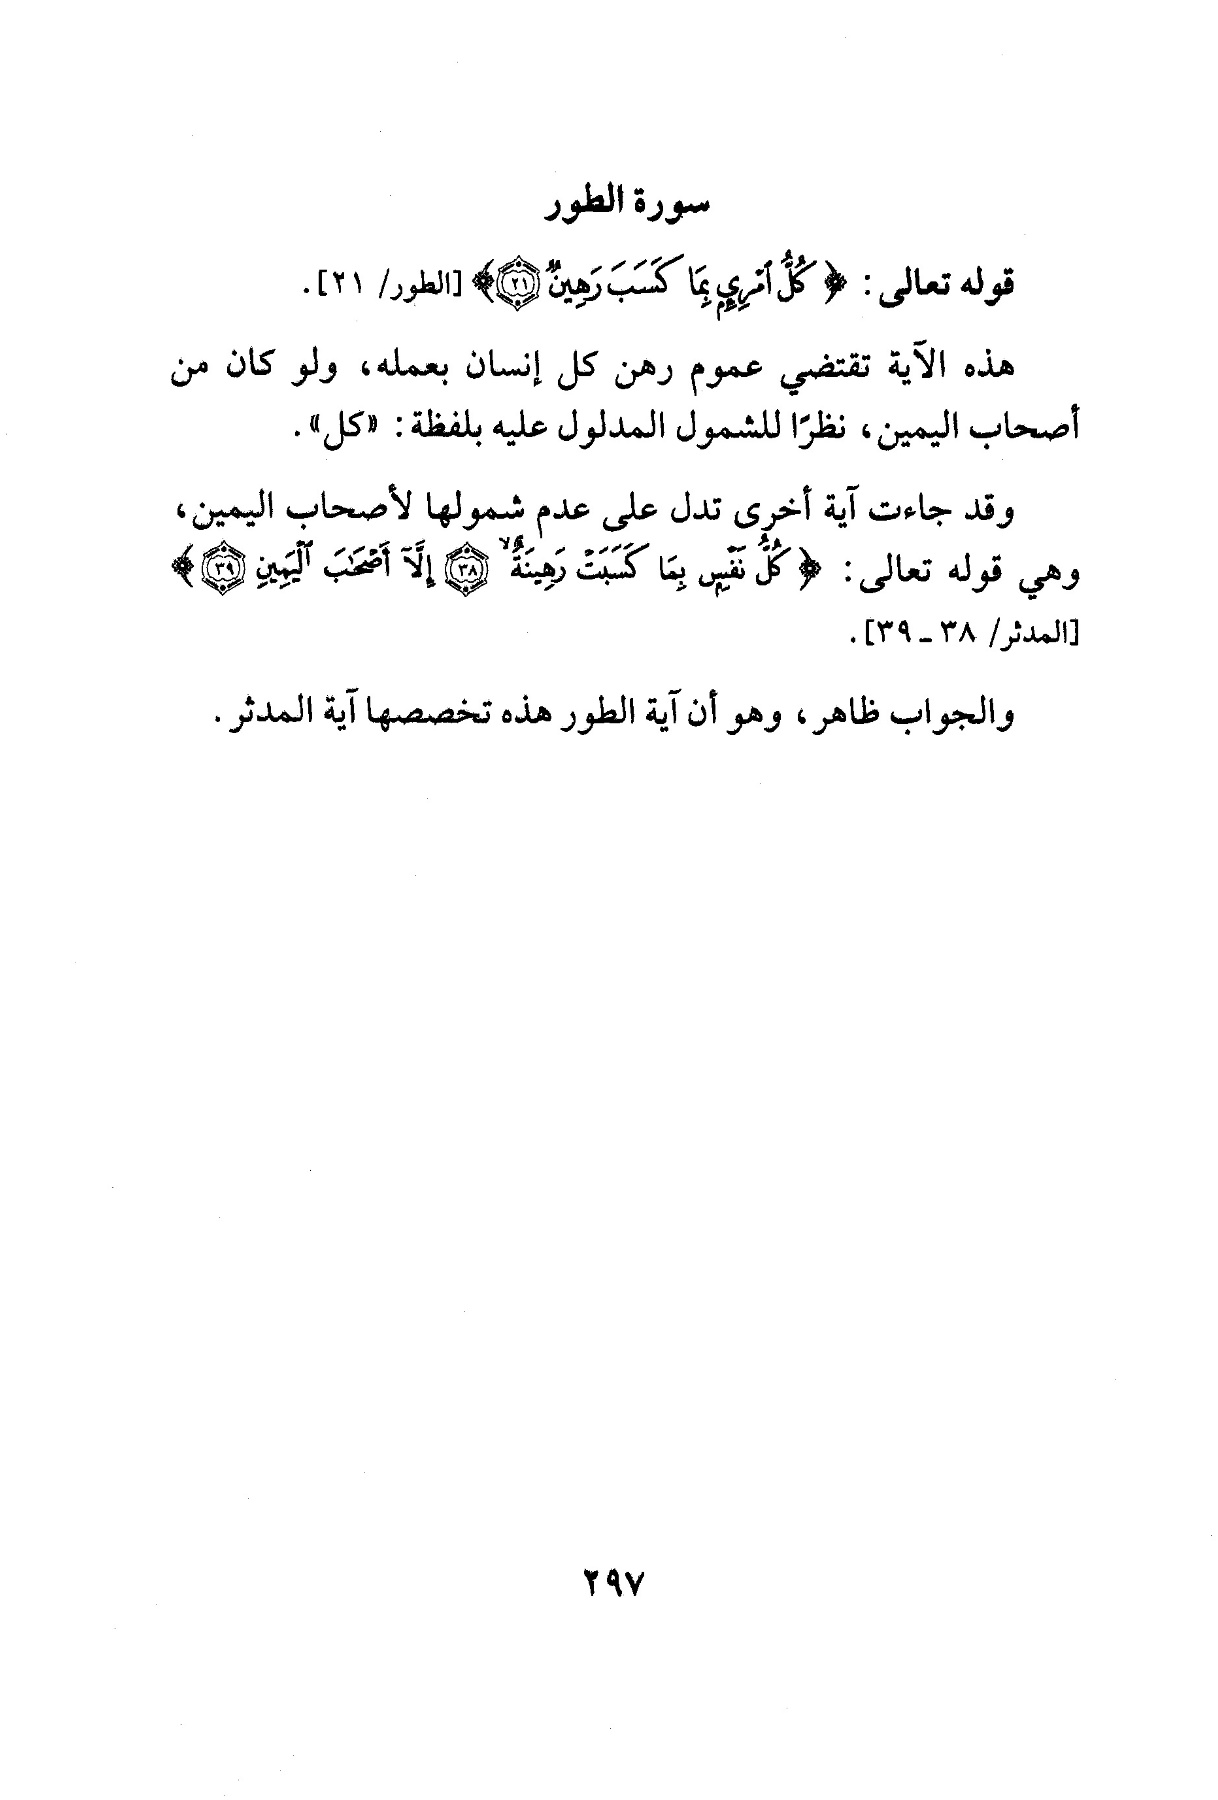 سورة الطور
قوله تعالى: ﴿كُلُّ ٱمْرِيٍٕ بِمَا كَسَبَ رَهِينٌ ﴿٢١﴾﴾ [الطور/ ٢١].
هذه الآية تقتضي عموم رهن كل إنسان بعمله، ولو كان من
أصحاب اليمين، نظرًا للشمول المدلول عليه بلفظة: «كل».
وقد جاءت آية أخرى تدل على عدم شمولها لأصحاب اليمين،
وهي قوله تعالى: ﴿كُلُّ نَفْسٍۭ بِمَا كَسَبَتْ رَهِينَةٌ ﴿٣٨﴾ إِلَّآ أَصْحَٰبَ ٱلْيَمِينِ ﴿٣٩﴾﴾
[المدثر/ ٣٨ ـ ٣٩].
والجواب ظاهر، وهو أن آية الطور هذه تخصصها آية المدثر.
٢٩٧